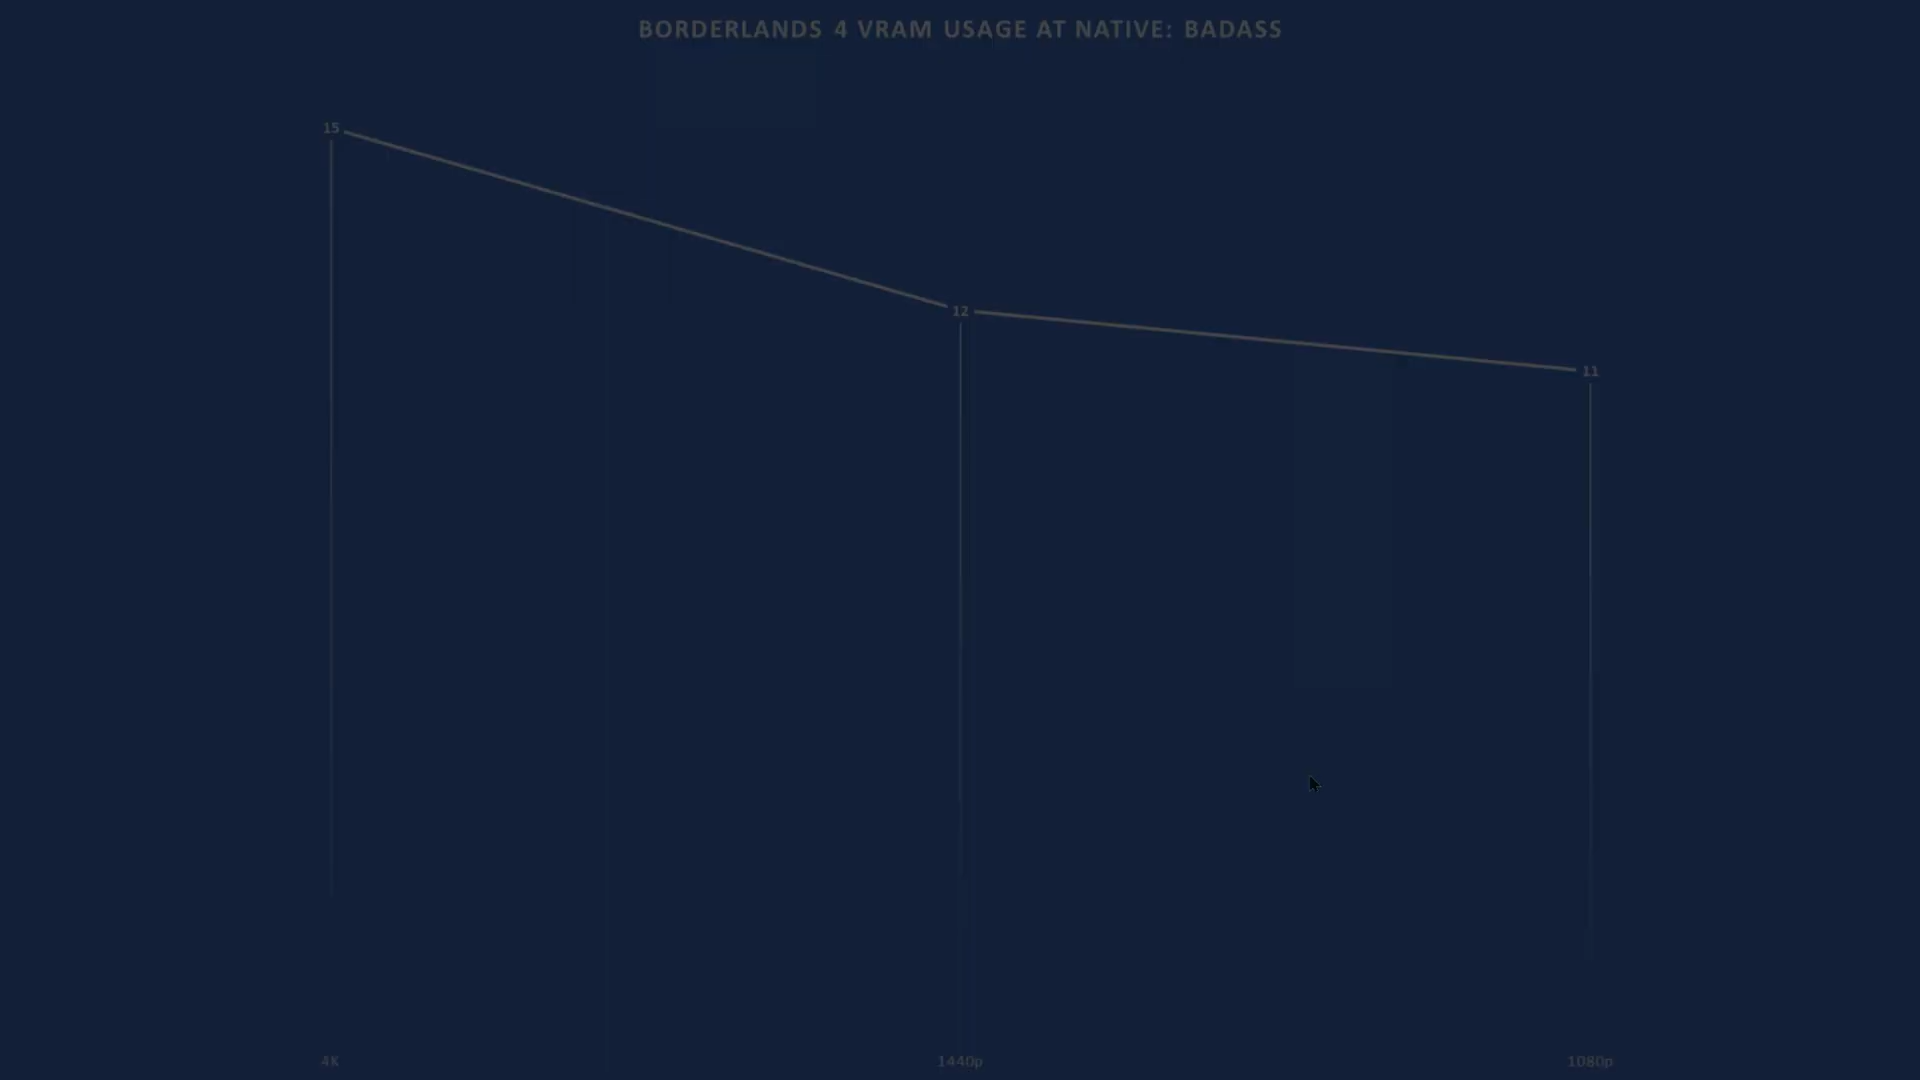 BORDERLANDS 4 VRAM USAGE AT NATIVE: BADASS
15
12
11
4K
1440p
1080p